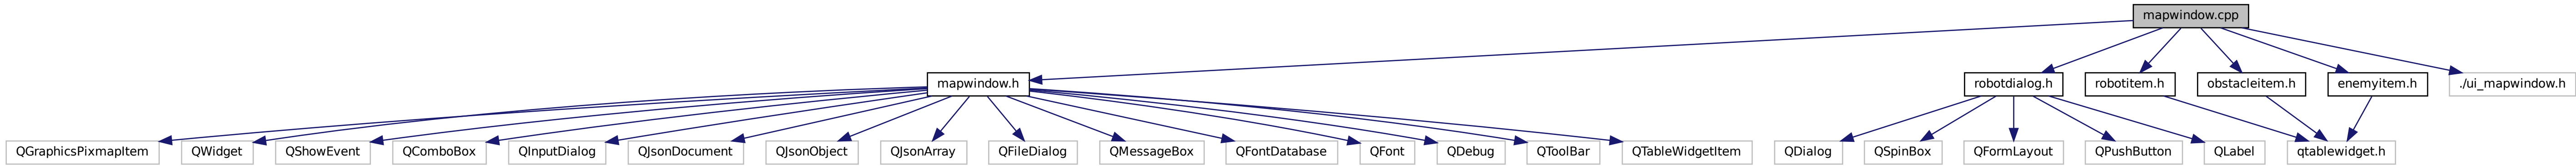 mapwindow.cpp
mapwindow.h
robotdialog.h
robotitem.h
obstacleitem.h
enemyitem.h
./ui_mapwindow.h
QGraphicsPixmapItem
QWidget
QShowEvent
QComboBox
QInputDialog
QJsonDocument
QJsonObject
QJsonArray
QFileDialog
QMessageBox
QFontDatabase
QFont
QDebug
QToolBar
QTableWidgetItem
QDialog
QSpinBox
QFormLayout
QPushButton
QLabel
qtablewidget.h